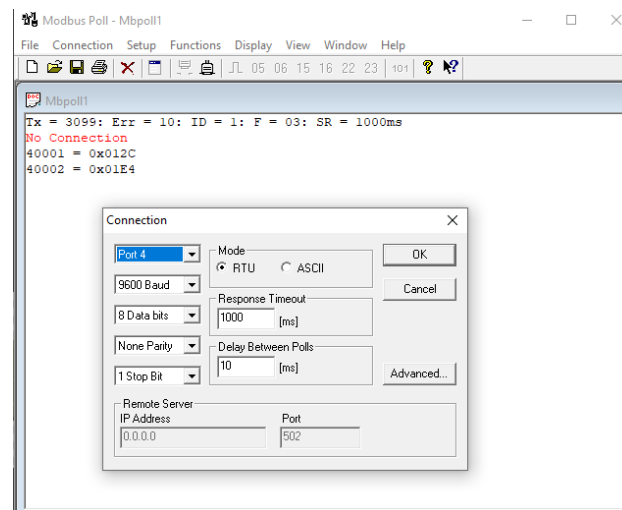 Modbus Poll - Mbpoll1
File Connection Setup Functions Display View Window Help
05 06 15 16 22 23 101
Mbpoll1
Tx = 3099: Err = 10: ID = 1: F = 03: SR = 1000ms
No Connection
40001 = 0x012C
40002 = 0x01E4
Connection
Port 4
Mode
RTU ASCII
OK
9600 Baud
Cancel
Response Timeout
8 Data bits
1000 [ms]
None Parity
Delay Between Polls
1 Stop Bit
10 [ms]
Advanced...
Remote Server
IP Address Port
0.0.0.0 502